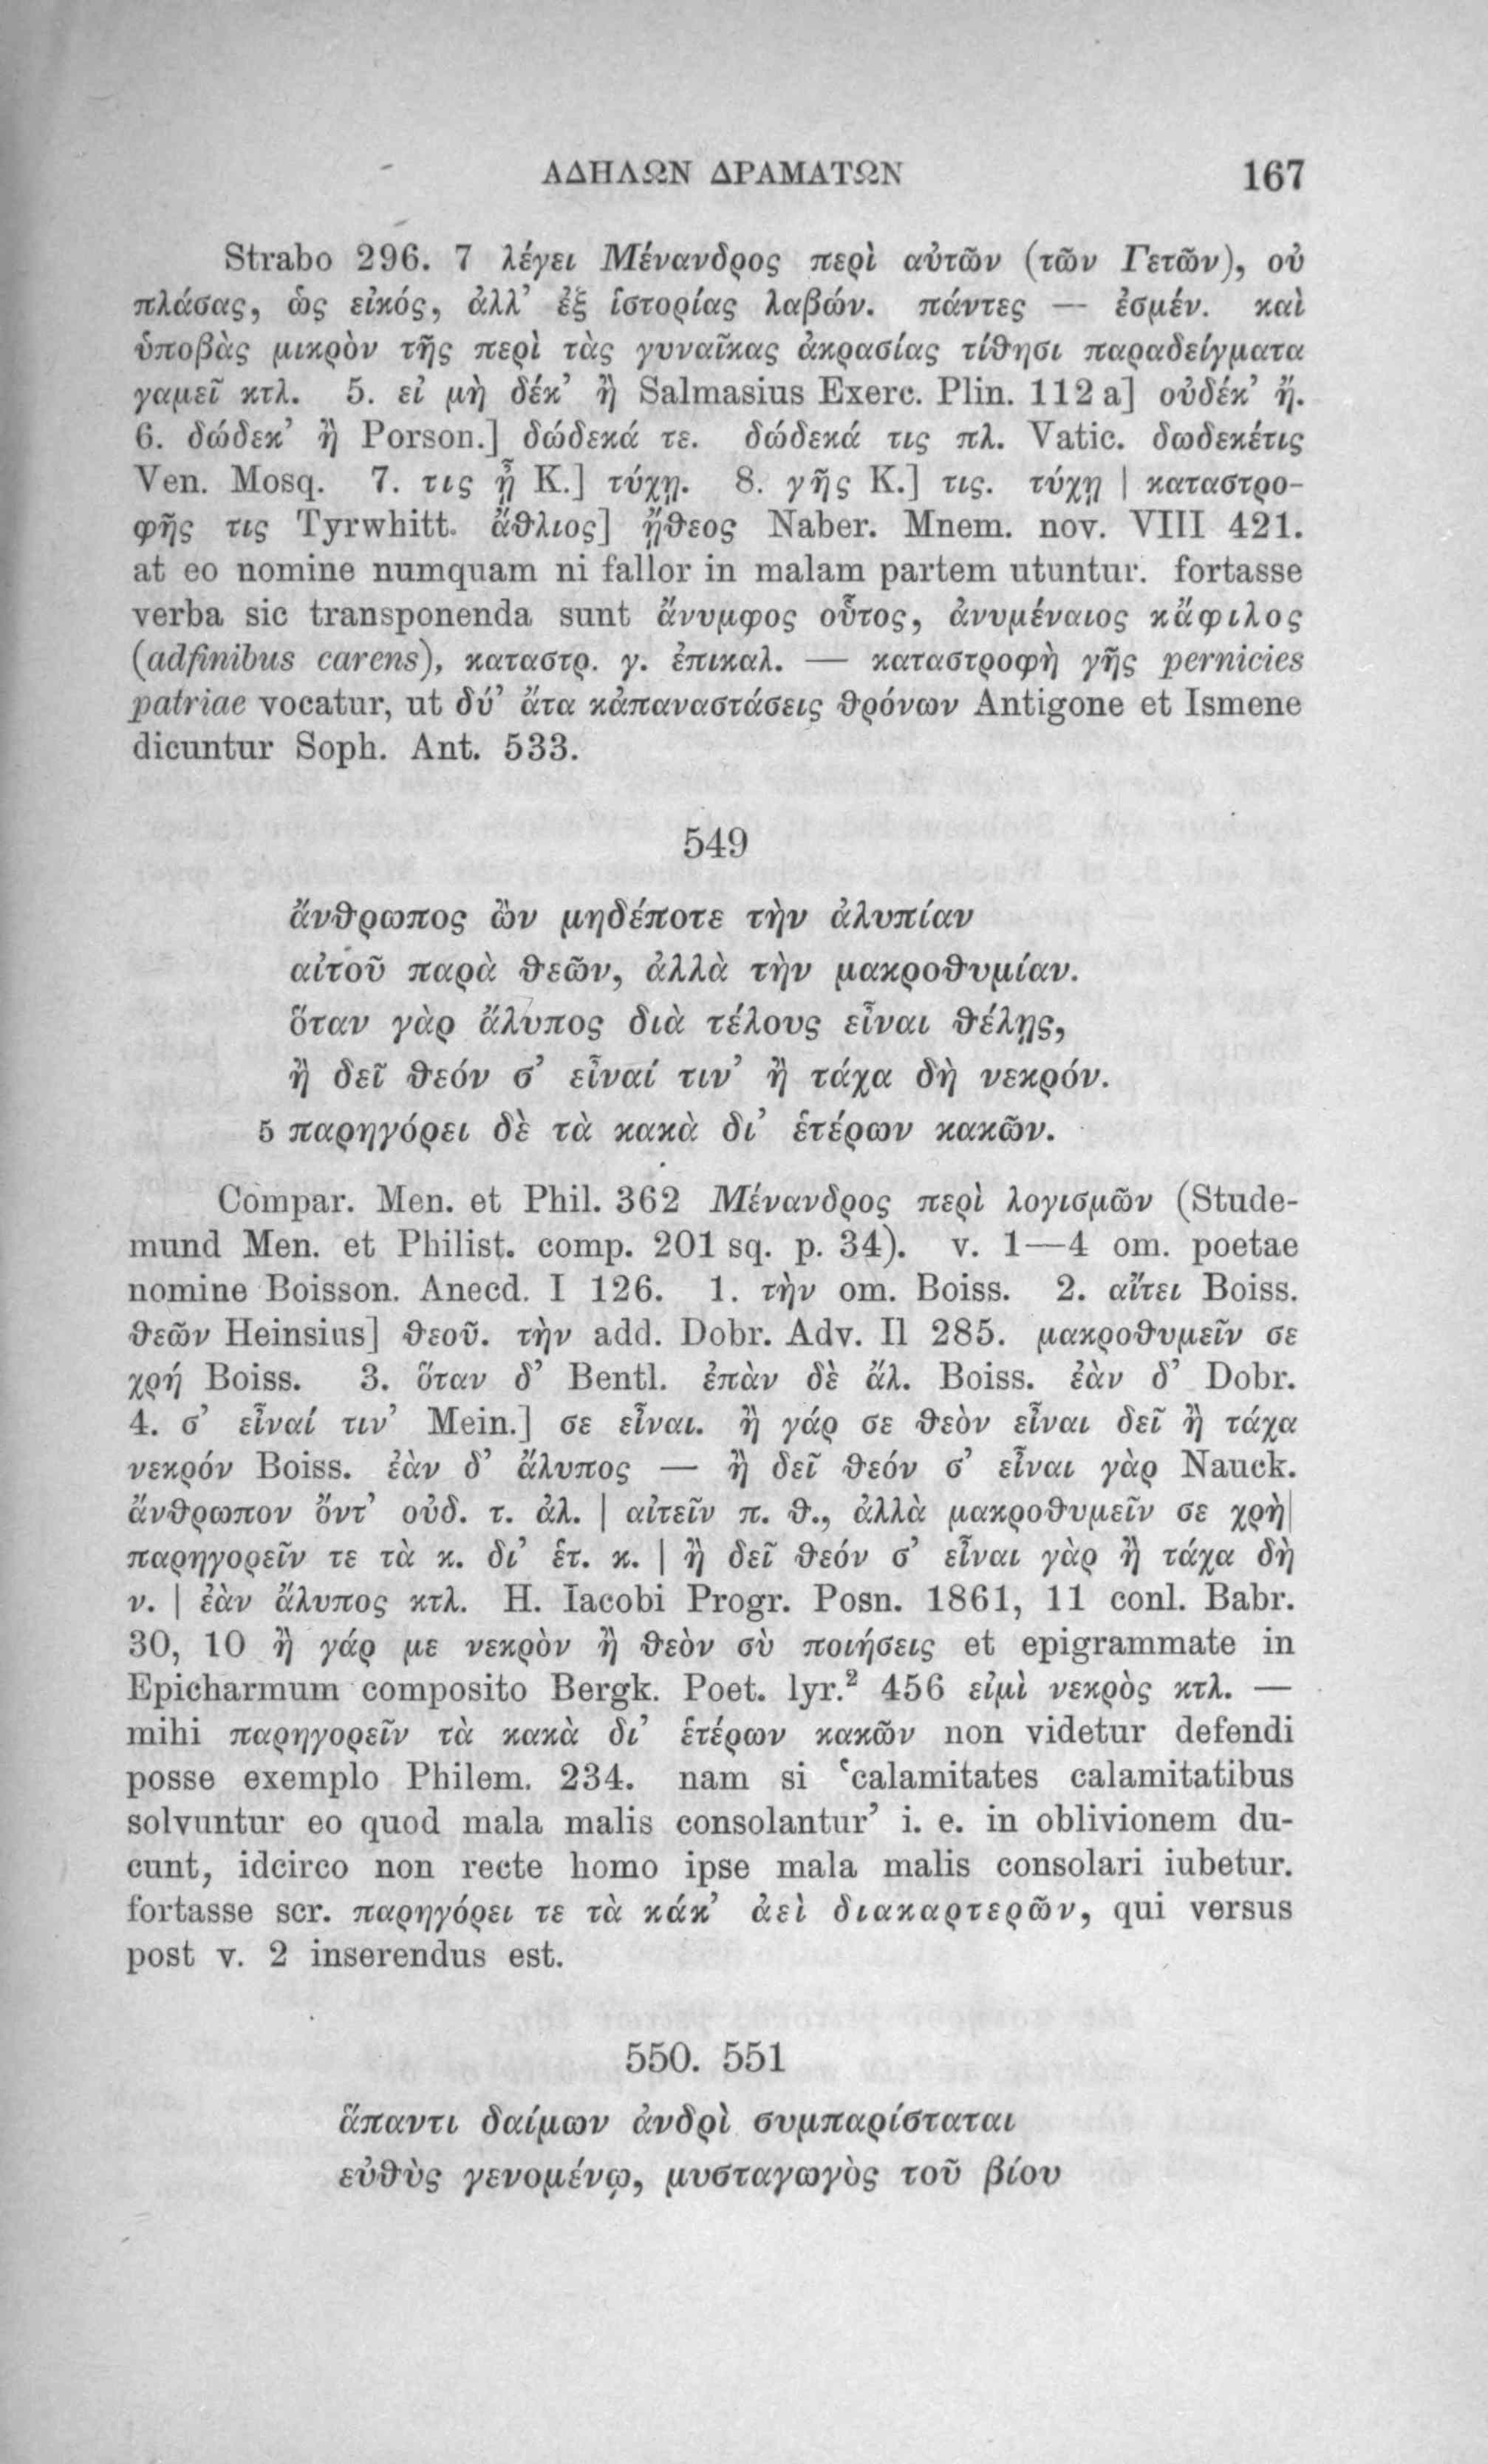 ΑΔΗΛΩΝ ΔΡΑΜΑΤΩΝ 167
Strabo 296. 7 λέγει Μένανδρος περὶ αὐτῶν (τῶν Γετῶν), οὐ
πλάσας, ὡς εἰκός, ἀλλ’ ἐξ ἱστορίας λαβών. πάντες — ἐσμέν. καὶ
ὑποβὰς μικρὸν τῆς περὶ τὰς γυναῖκας ἀκρασίας τίθησι παραδείγματα
γαμεῖ κτλ. 5. εἰ μὴ δέκ’ ἢ Salmasius Exerc. Plin. 112 a] οὐδέκ’ ἤ.
6. δώδεκ’ ἢ Porson.] δώδεκά τε. δώδεκά τις πλ. Vatic. δωδεκέτις
Ven. Mosq. 7. τις ᾖ K.] τύχῃ. 8. γῆς K.] τις. τύχῃ | καταστρο-
φῆς τις Tyrwhitt. ἄθλιος] ᾔθεος Naber. Mnem. nov. VIII 421.
at eo nomine numquam ni fallor in malam partem utuntur. fortasse
verba sic transponenda sunt ἄνυμφος οὗτος, ἀνυμέναιος κἄφιλος
(adfinibus carens), καταστρ. γ. ἐπικαλ. — καταστροφὴ γῆς pernicies
patriae vocatur, ut δύ’ ἄτα κἀπαναστάσεις θρόνων Antigone et Ismene
dicuntur Soph. Ant. 533.
549
ἄνθρωπος ὢν μηδέποτε τὴν ἀλυπίαν
αἰτοῦ παρὰ θεῶν, ἀλλὰ τὴν μακροθυμίαν.
ὅταν γὰρ ἄλυπος διὰ τέλους εἶναι θέλῃς,
ἢ δεῖ θεόν σ’ εἶναί τιν’ ἢ τάχα δὴ νεκρόν.
5 παρηγόρει δὲ τὰ κακὰ δι’ ἑτέρων κακῶν.
Compar. Men. et Phil. 362 Μένανδρος περὶ λογισμῶν (Stude-
mund Men. et Philist. comp. 201 sq. p. 34). v. 1—4 om. poetae
nomine Boisson. Anecd. I 126. 1. τὴν om. Boiss. 2. αἴτει Boiss.
θεῶν Heinsius] θεοῦ. τὴν add. Dobr. Adv. II 285. μακροθυμεῖν σε
χρή Boiss. 3. ὅταν δ’ Bentl. ἐπὰν δὲ ἄλ. Boiss. ἐὰν δ’ Dobr.
4. σ’ εἶναί τιν’ Mein.] σε εἶναι. ἢ γάρ σε θεὸν εἶναι δεῖ ἢ τάχα
νεκρόν Boiss. ἐὰν δ’ ἄλυπος — ἢ δεῖ θεόν σ’ εἶναι γὰρ Nauck.
ἄνθρωπον ὄντ’ οὐδ. τ. ἀλ. | αἰτεῖν π. θ., ἀλλὰ μακροθυμεῖν σε χρὴ|
παρηγορεῖν τε τὰ κ. δι’ ἑτ. κ. | ἢ δεῖ θεόν σ’ εἶναι γὰρ ἢ τάχα δὴ
ν. | ἐὰν ἄλυπος κτλ. H. Iacobi Progr. Posn. 1861, 11 conl. Babr.
30, 10 ἢ γάρ με νεκρὸν ἢ θεὸν σὺ ποιήσεις et epigrammate in
Epicharmum composito Bergk. Poet. lyr.² 456 εἰμὶ νεκρὸς κτλ. —
mihi παρηγορεῖν τὰ κακὰ δι’ ἑτέρων κακῶν non videtur defendi
posse exemplo Philem. 234. nam si ‘calamitates calamitatibus
solvuntur eo quod mala malis consolantur’ i. e. in oblivionem du-
cunt, idcirco non recte homo ipse mala malis consolari iubetur.
fortasse scr. παρηγόρει τε τὰ κάκ’ ἀεὶ διακαρτερῶν, qui versus
post v. 2 inserendus est.
550. 551
ἅπαντι δαίμων ἀνδρὶ συμπαρίσταται
εὐθὺς γενομένῳ, μυσταγωγὸς τοῦ βίου